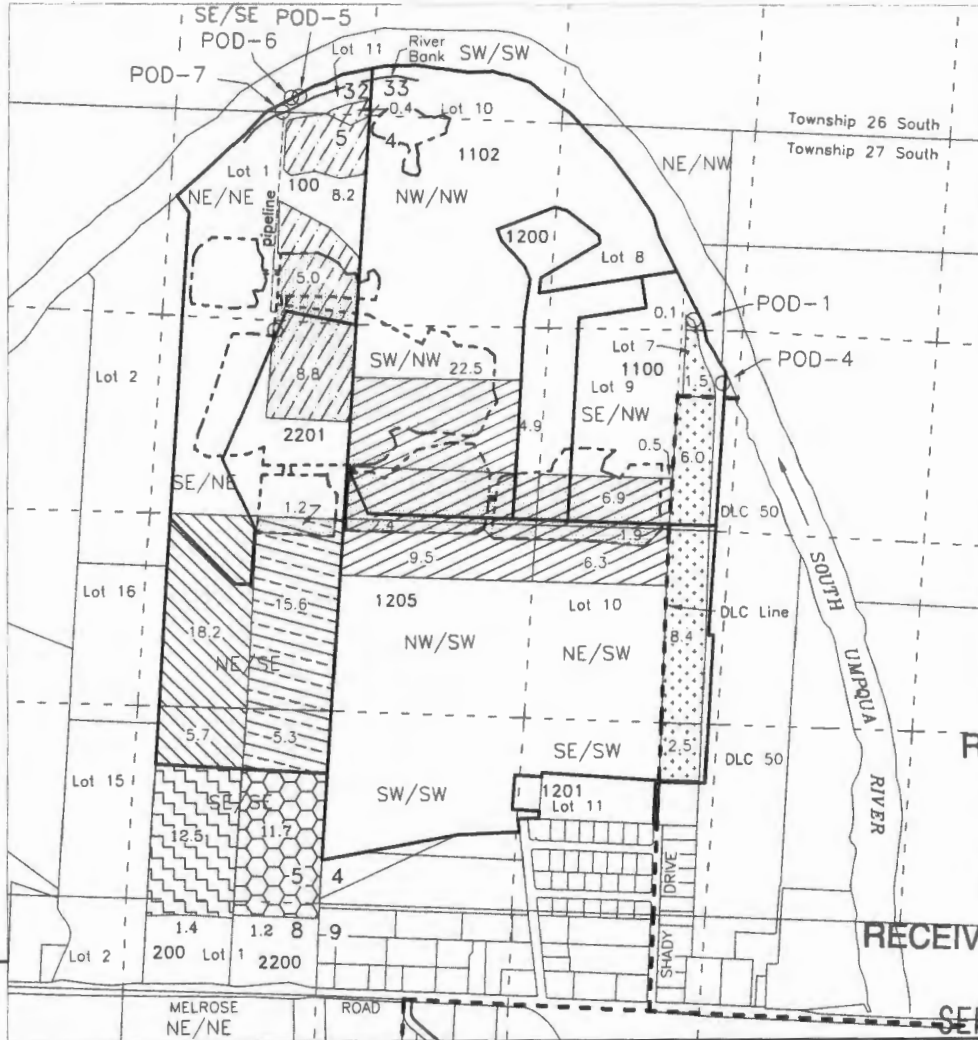 SE/SE POD-5
POD-6
POD-7
Lot 11
River
Bank
SW/SW
32 33
0.4
Lot 10
5 4
1102
Township 26 South
Township 27 South
NE/NW
Lot 1
NE/NE
100
8.2
NW/NW
pipeline
1200
Lot 8
5.0
0.1
POD-1
Lot 7
1100
POD-4
Lot 2
SW/NW
22.5
8.8
Lot 9
1.5
SE/NW
4.9
2201
0.5
6.0
SE/NE
6.9
1.2
DLC 50
2.4
1.9
9.5
6.3
Lot 16
15.6
1205
Lot 10
DLC Line
18.2
NE/SE
NW/SW
NE/SW
8.4
SOUTH
UMPQUA
RIVER
5.7
5.3
SE/SW
2.5
R
DLC 50
Lot 15
SE/SE
SW/SW
1201
Lot 11
12.5
11.7
5 4
SHADY DRIVE
1.4
1.2
8 9
RECEIV
Lot 2
200
Lot 1
2200
MELROSE ROAD
NE/NE
SEP